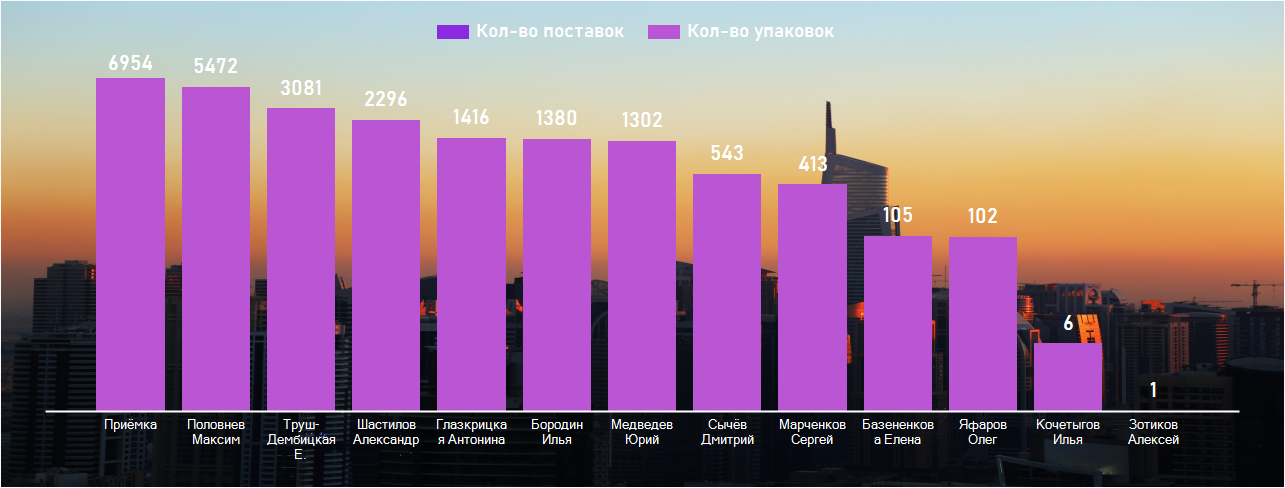 Кол-во поставок Кол-во упаковок
6954 5472 3081 2296 1416 1380 1302 543 413 105 102 6 1
Приёмка Половнев Труш- Шастилов Глазкрицка Бородин Медведев Сычёв Марченков Базененков Яфаров Кочетыгов Зотиков
Максим Дембицкая Александр я Антонина Илья Юрий Дмитрий Сергей а Елена Олег Илья Алексей
Е.